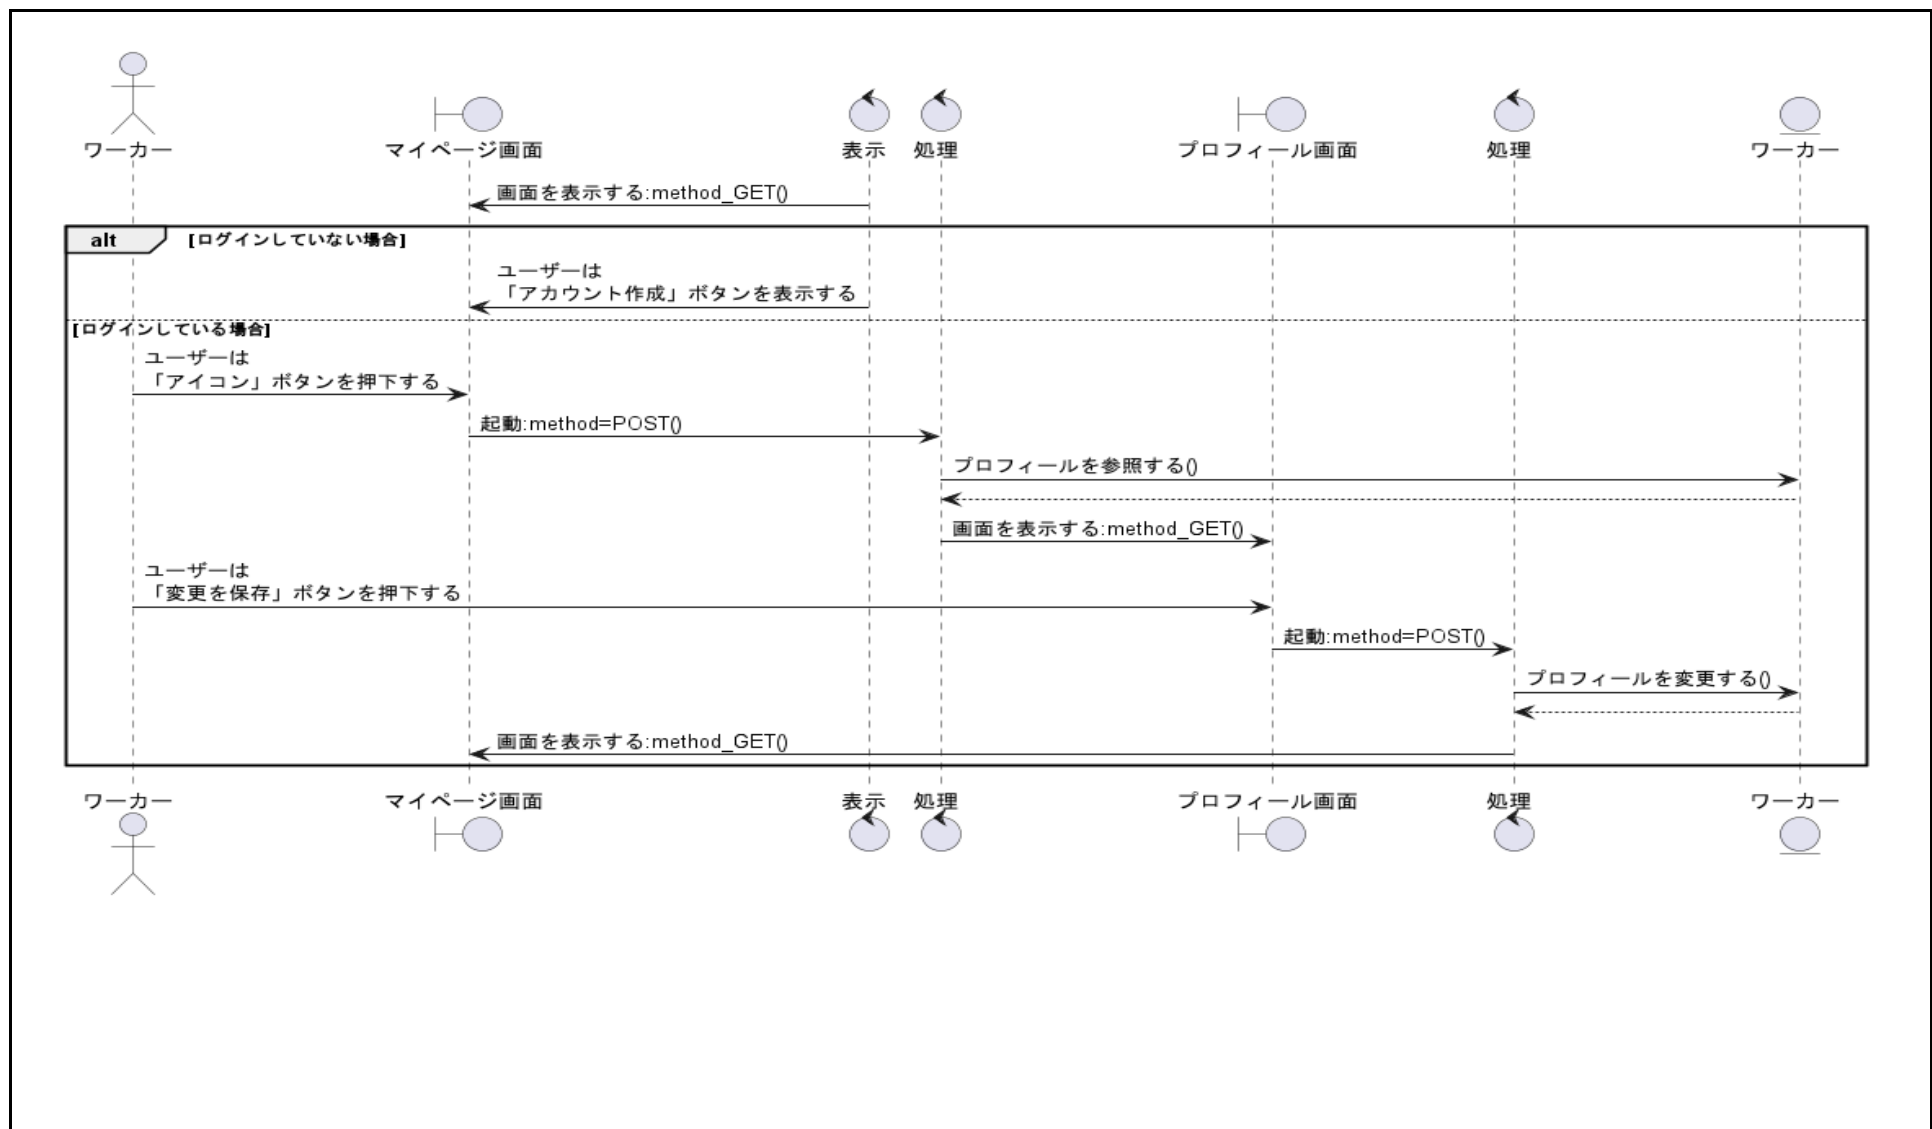 ワーカー マイページ画面 表示 処理 プロフィール画面 処理 ワーカー
画面を表示する:method_GET()
alt [ログインしていない場合]
ユーザーは
「アカウント作成」ボタンを表示する
[ログインしている場合]
ユーザーは
「アイコン」ボタンを押下する
起動:method=POST()
プロフィールを参照する()
画面を表示する:method_GET()
ユーザーは
「変更を保存」ボタンを押下する
起動:method=POST()
プロフィールを変更する()
画面を表示する:method_GET()
ワーカー マイページ画面 表示 処理 プロフィール画面 処理 ワーカー